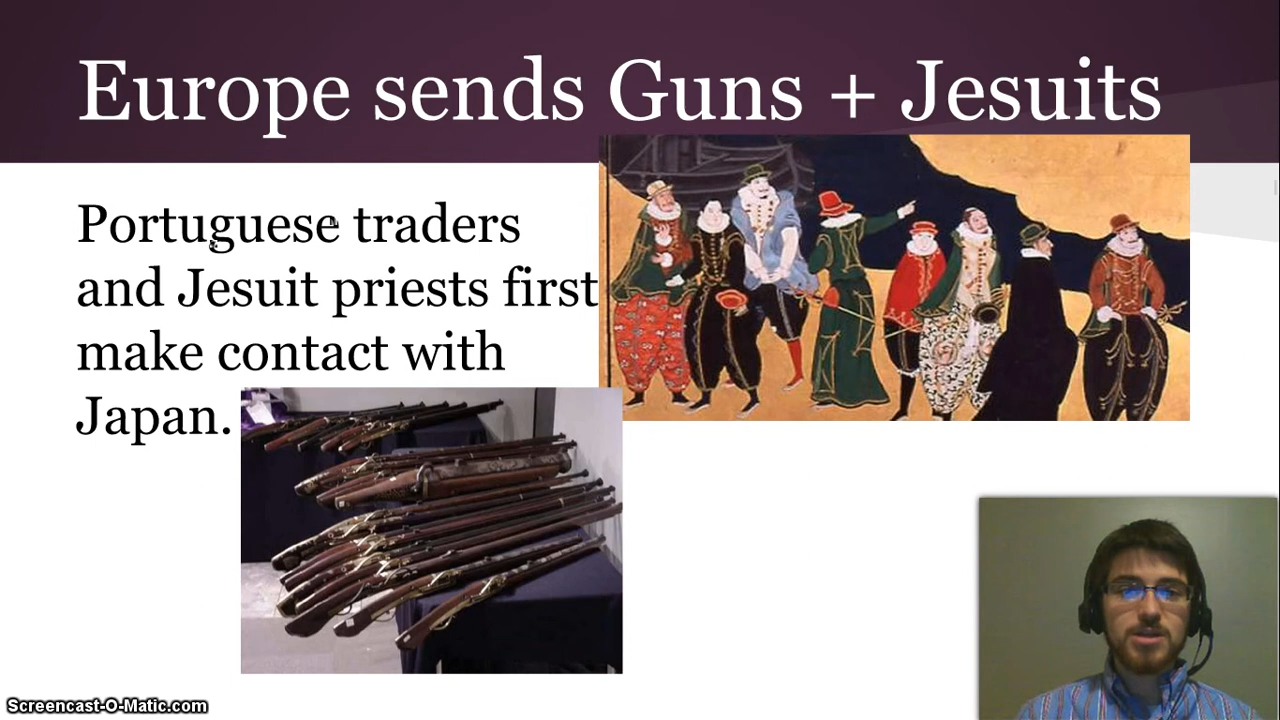 Europe sends Guns + Jesuits
Portuguese traders
and Jesuit priests first
make contact with
Japan.
Screencast-O-Matic.com